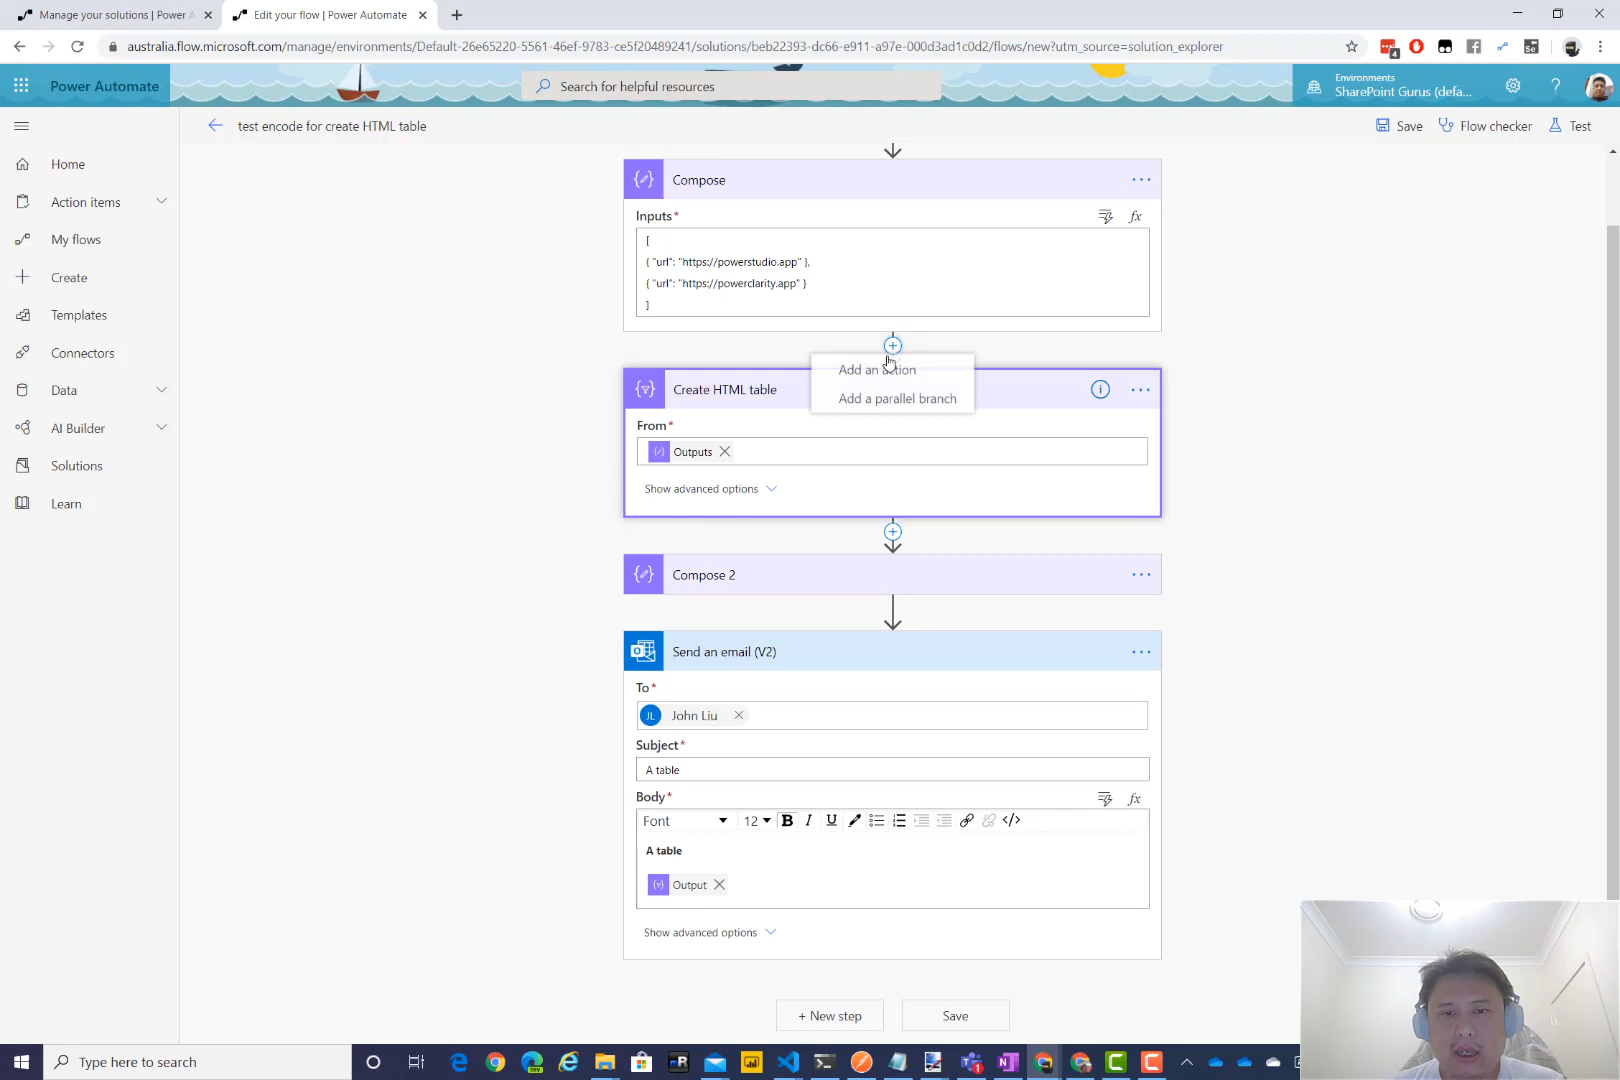 Manage your solutions | Power A
Edit your flow | Power Automate
australia.flow.microsoft.com/manage/environments/Default-26e65220-5561-46ef-9783-ce5f20489241/solutions/beb22393-dc66-e911-a97e-000d3ad1c0d2/flows/new?utm_source=solution_explorer
4
Power Automate
Search for helpful resources
Environments
SharePoint Gurus (defa...
test encode for create HTML table
Save
Flow checker
Test
Home
Action items
My flows
Create
Templates
Connectors
Data
AI Builder
Solutions
Learn
Compose
Inputs*
fx
[
{ "url": "https://powerstudio.app" },
{ "url": "https://powerclarity.app" }
]
Add an action
Add a parallel branch
Create HTML table
From*
Outputs
Show advanced options
Compose 2
Send an email (V2)
To*
JL
John Liu
Subject*
A table
Body*
fx
Font
12
B
I
U
</>
A table
Output
Show advanced options
+ New step
Save
Type here to search
DEV
mR
1